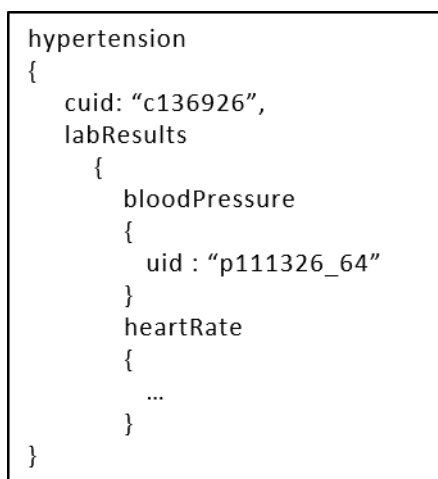 hypertension
{
cuid: “c136926”,
labResults
{
bloodPressure
{
uid : “p111326_64”
}
heartRate
{
...
}
}